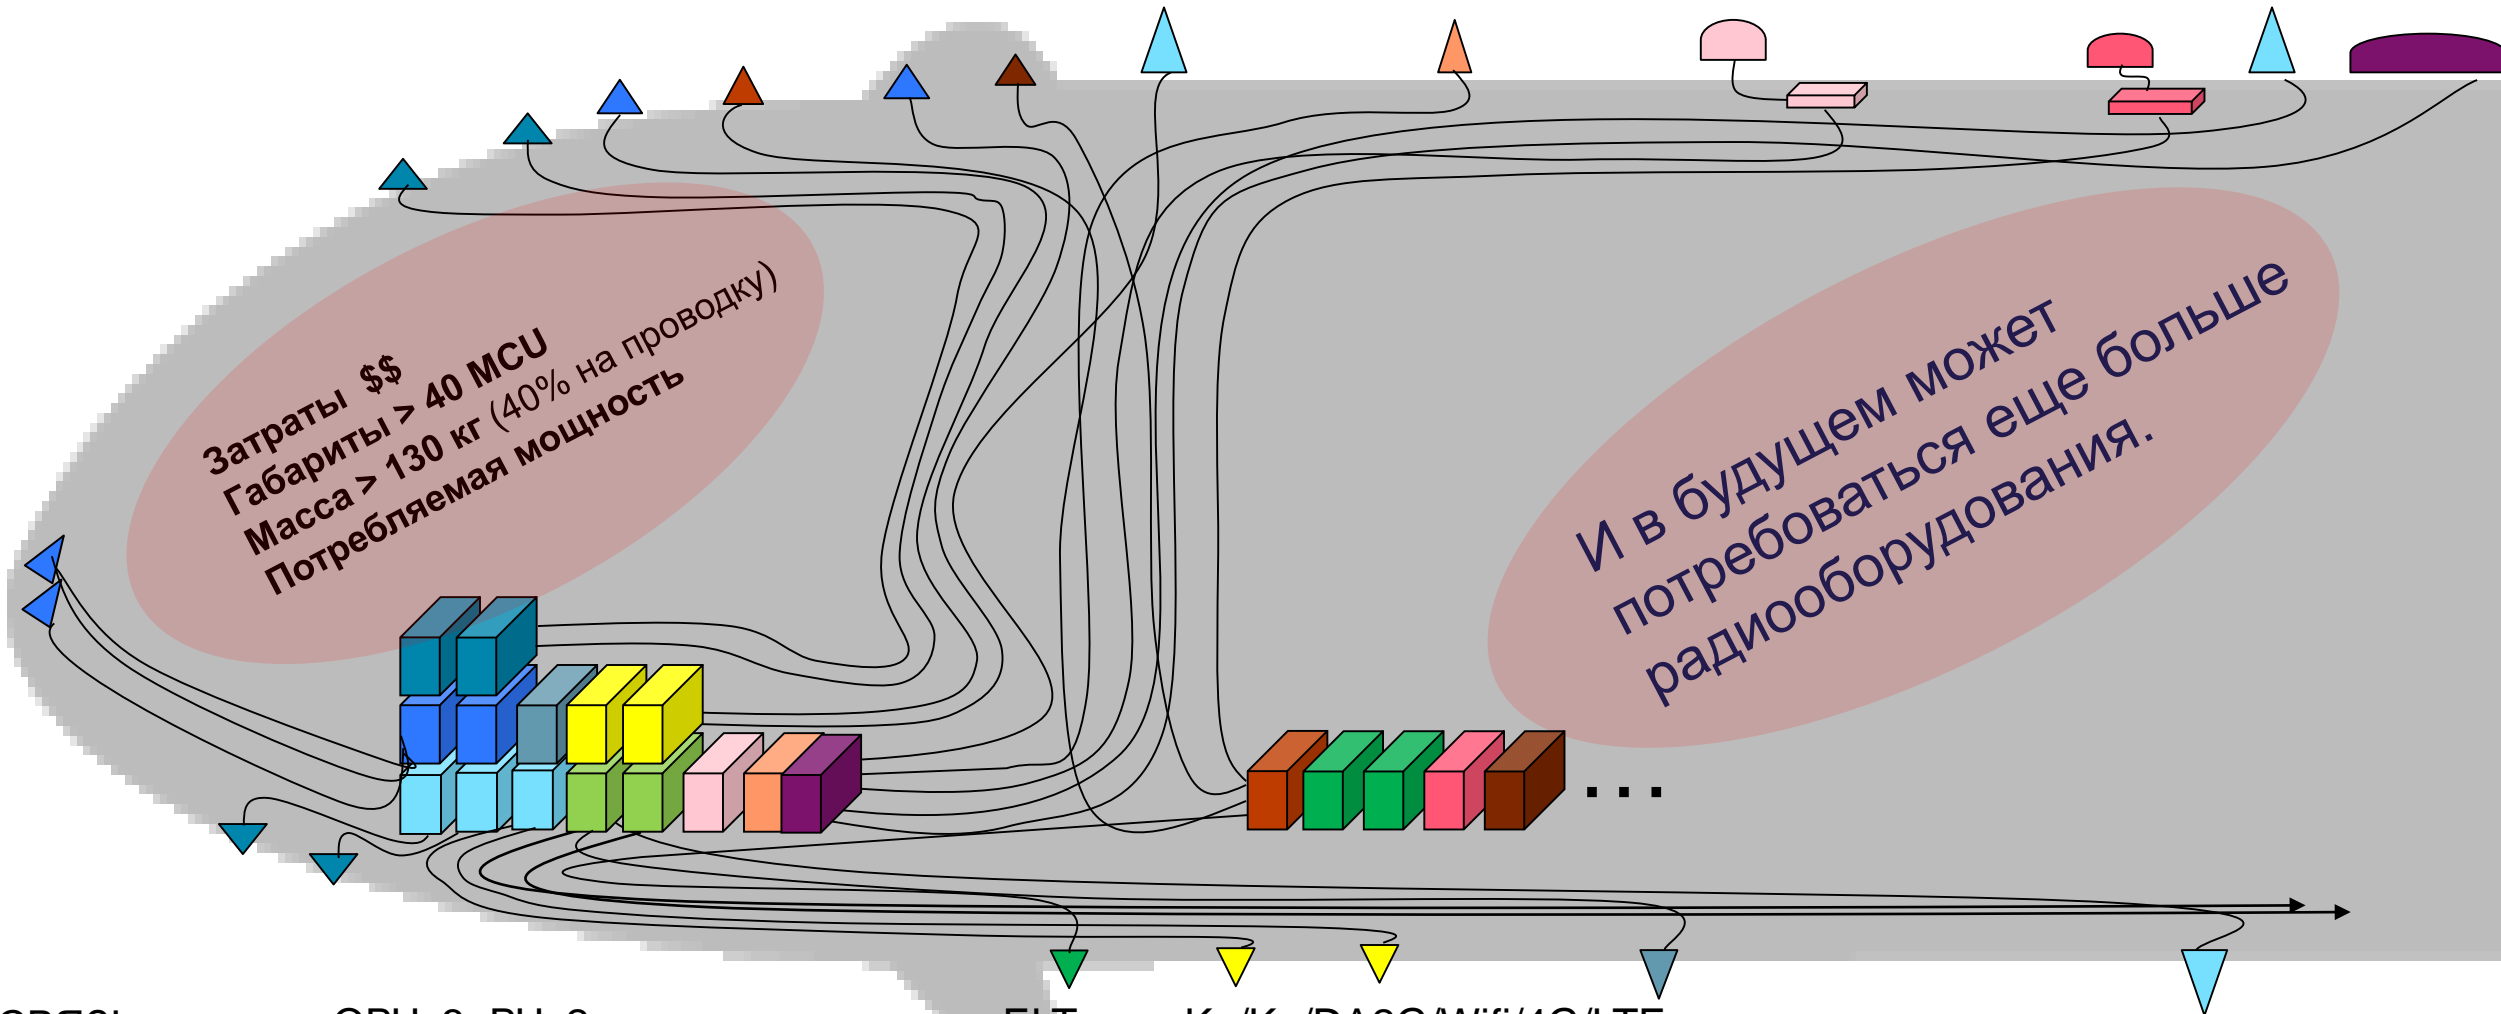 Затраты $$
Габариты > 40 MCU
Масса > 130 кг (40% на проводку)
Потребляемая мощность
И в будущем может
потребоваться еще больше
радиооборудования.
...